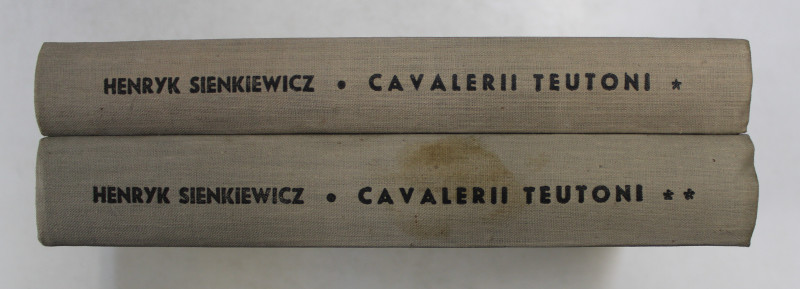 HENRYK SIENKIEWICZ • CAVALERII TEUTONI *
HENRYK SIENKIEWICZ • CAVALERII TEUTONI **